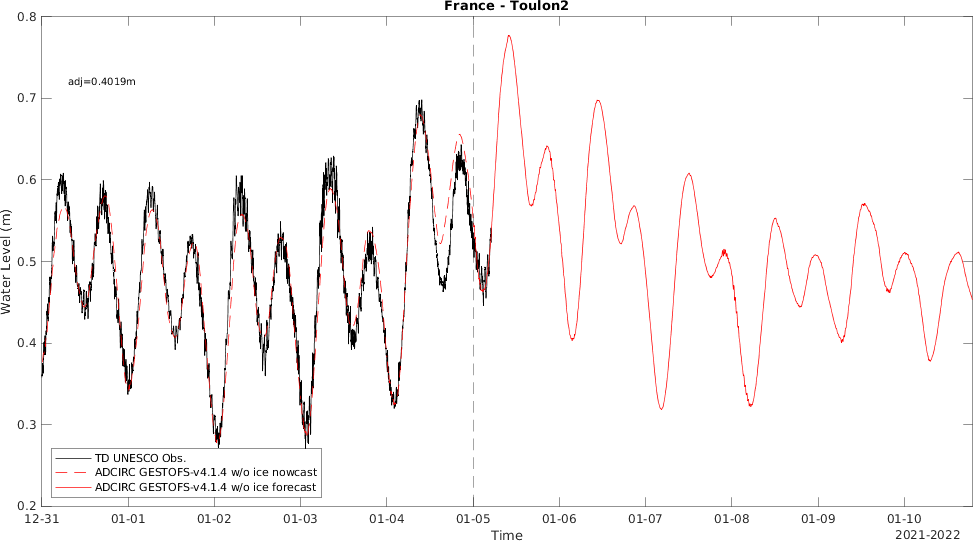 France - Toulon2
0.8
adj=0.4019m
0.7
0.6
0.5
0.4
0.3
0.2
Water Level (m)
TD UNESCO Obs.
ADCIRC GESTOFS-v4.1.4 w/o ice nowcast
ADCIRC GESTOFS-v4.1.4 w/o ice forecast
12-31 01-01 01-02 01-03 01-04 01-05 01-06 01-07 01-08 01-09 01-10
Time
2021-2022